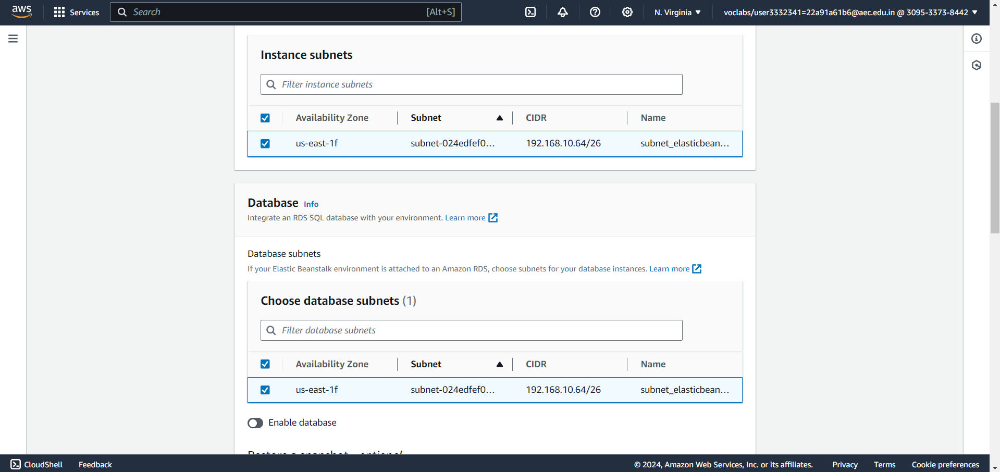 aws
Services
Search
[Alt+S]
N. Virginia
voclabs/user3332341=22a91a61b6@aec.edu.in @ 3095-3373-8442
Instance subnets
Filter instance subnets
Availability Zone Subnet CIDR Name
us-east-1f subnet-024edfef0... 192.168.10.64/26 subnet_elasticbean...
Database Info
Integrate an RDS SQL database with your environment. Learn more
Database subnets
If your Elastic Beanstalk environment is attached to an Amazon RDS, choose subnets for your database instances. Learn more
Choose database subnets (1)
Filter database subnets
Availability Zone Subnet CIDR Name
us-east-1f subnet-024edfef0... 192.168.10.64/26 subnet_elasticbean...
Enable database
Restore a snapshot - optional
CloudShell Feedback © 2024, Amazon Web Services, Inc. or its affiliates. Privacy Terms Cookie preferences